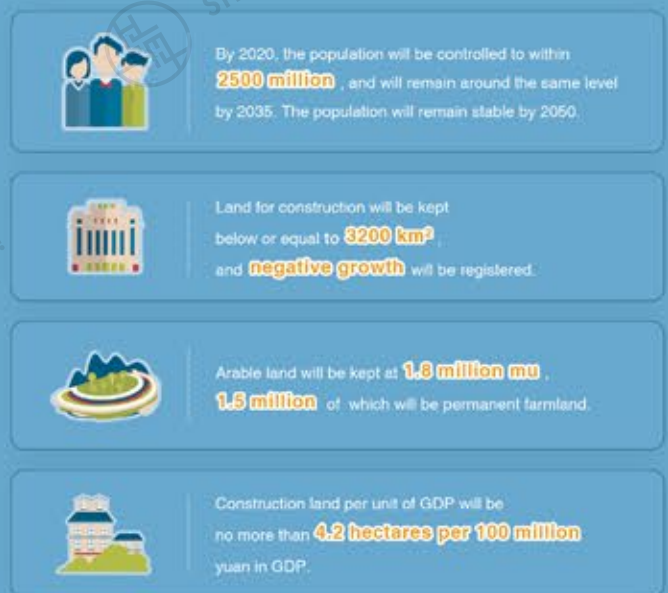 By 2020, the population will be controlled to within
2500 million , and will remain around the same level
by 2035. The population will remain stable by 2050.
Land for construction will be kept
below or equal to 3200 km² ,
and negative growth will be registered.
Arable land will be kept at 1.8 million mu ,
1.5 million of which will be permanent farmland.
Construction land per unit of GDP will be
no more than 4.2 hectares per 100 million
yuan in GDP.